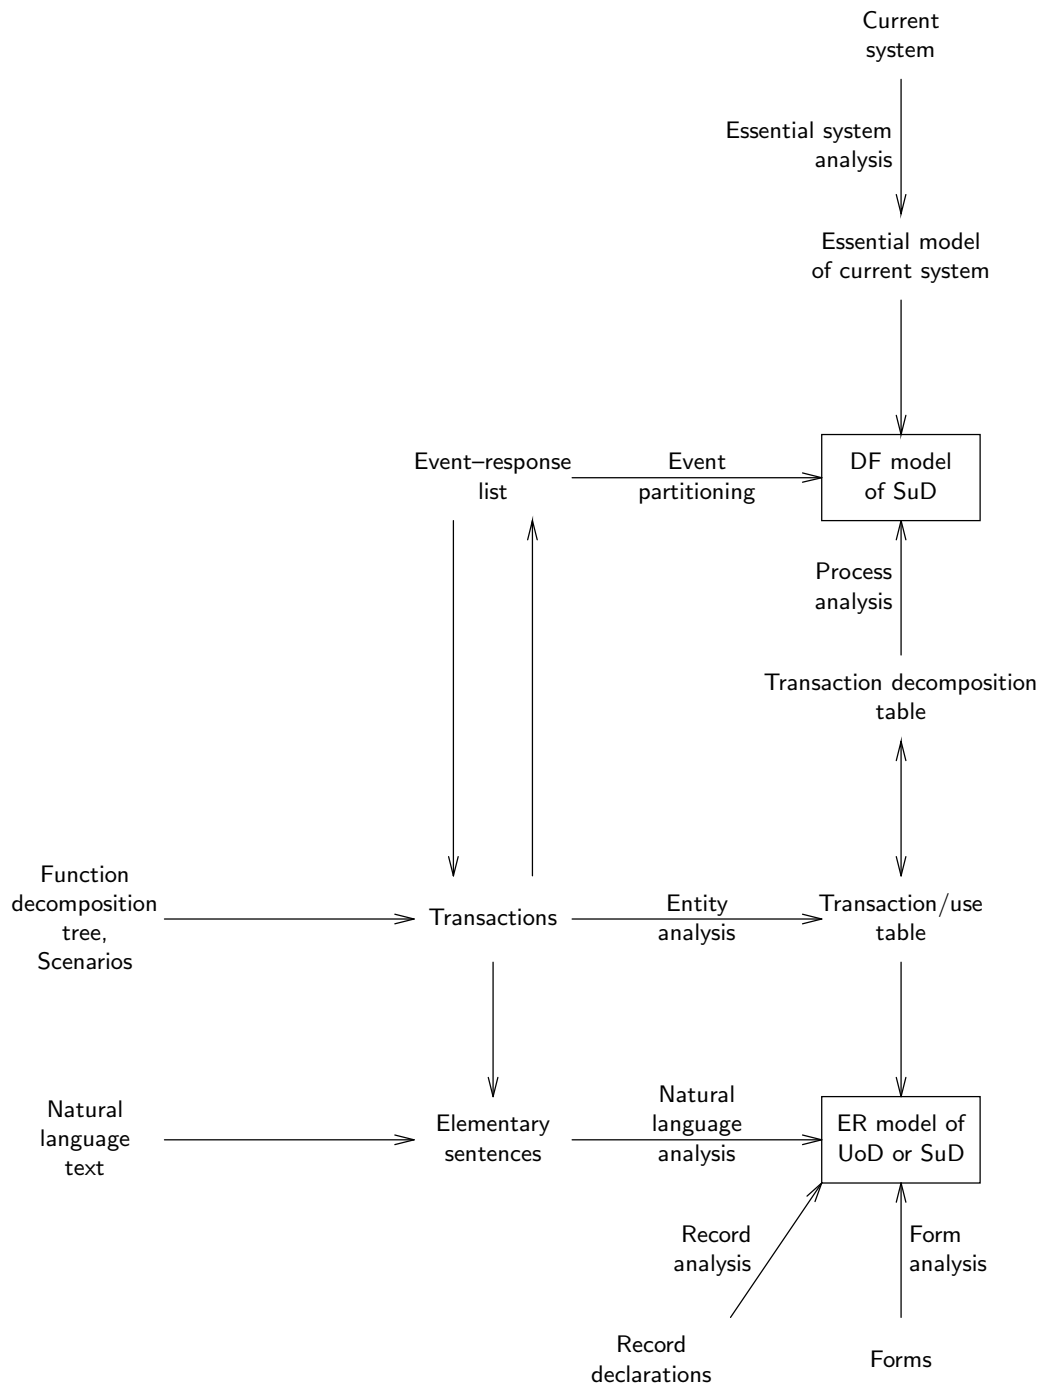 Current
system
Essential system
analysis
Essential model
of current system
Event–response
list
Event
partitioning
DF model
of SuD
Process
analysis
Transaction decomposition
table
Function
decomposition
tree,
Scenarios
Transactions
Entity
analysis
Transaction/use
table
Natural
language
text
Elementary
sentences
Natural
language
analysis
ER model of
UoD or SuD
Record
analysis
Form
analysis
Record
declarations
Forms